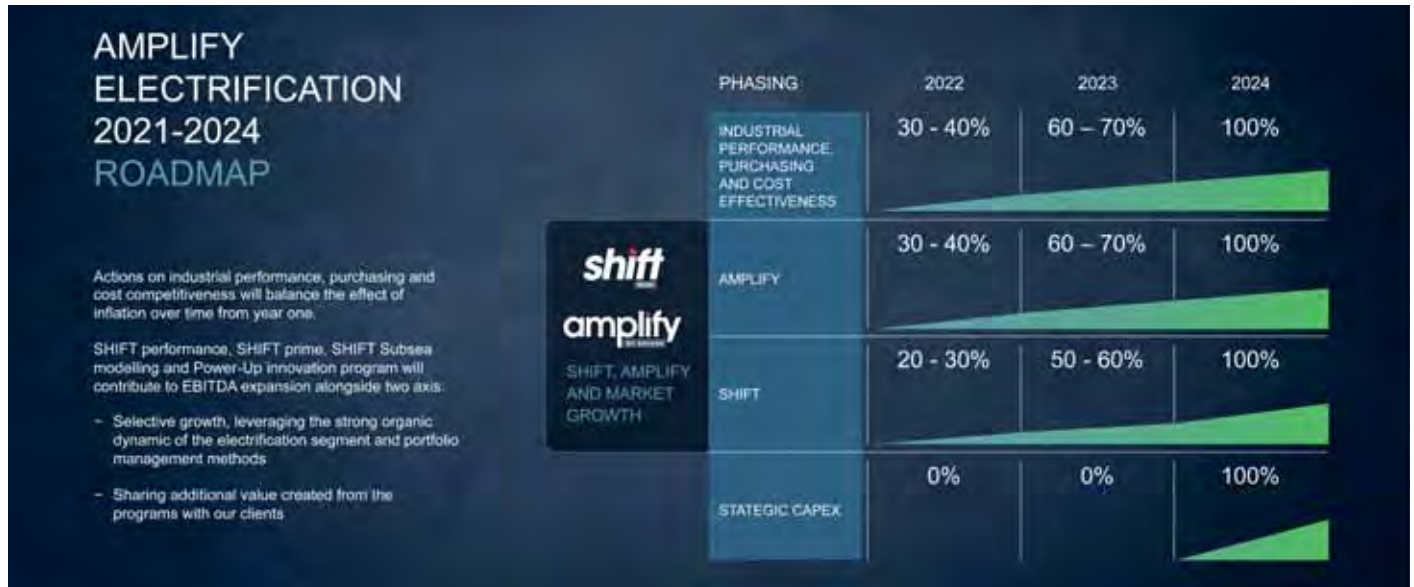 AMPLIFY
ELECTRIFICATION
2021-2024
ROADMAP
Actions on industrial performance, purchasing and
cost competitiveness will balance the effect of
inflation over time from year one.
SHIFT performance, SHIFT prime, SHIFT Subsea
modelling and Power-Up innovation program will
contribute to EBITDA expansion alongside two axis:
- Selective growth, leveraging the strong organic
dynamic of the electrification segment and portfolio
management methods
- Sharing additional value created from the
programs with our clients
shift
amplify
SHIFT, AMPLIFY
AND MARKET
GROWTH
PHASING 2022 2023 2024
INDUSTRIAL
PERFORMANCE,
PURCHASING
AND COST
EFFECTIVENESS
30 - 40% 60 – 70% 100%
AMPLIFY
30 - 40% 60 – 70% 100%
SHIFT
20 - 30% 50 - 60% 100%
STATEGIC CAPEX
0% 0% 100%